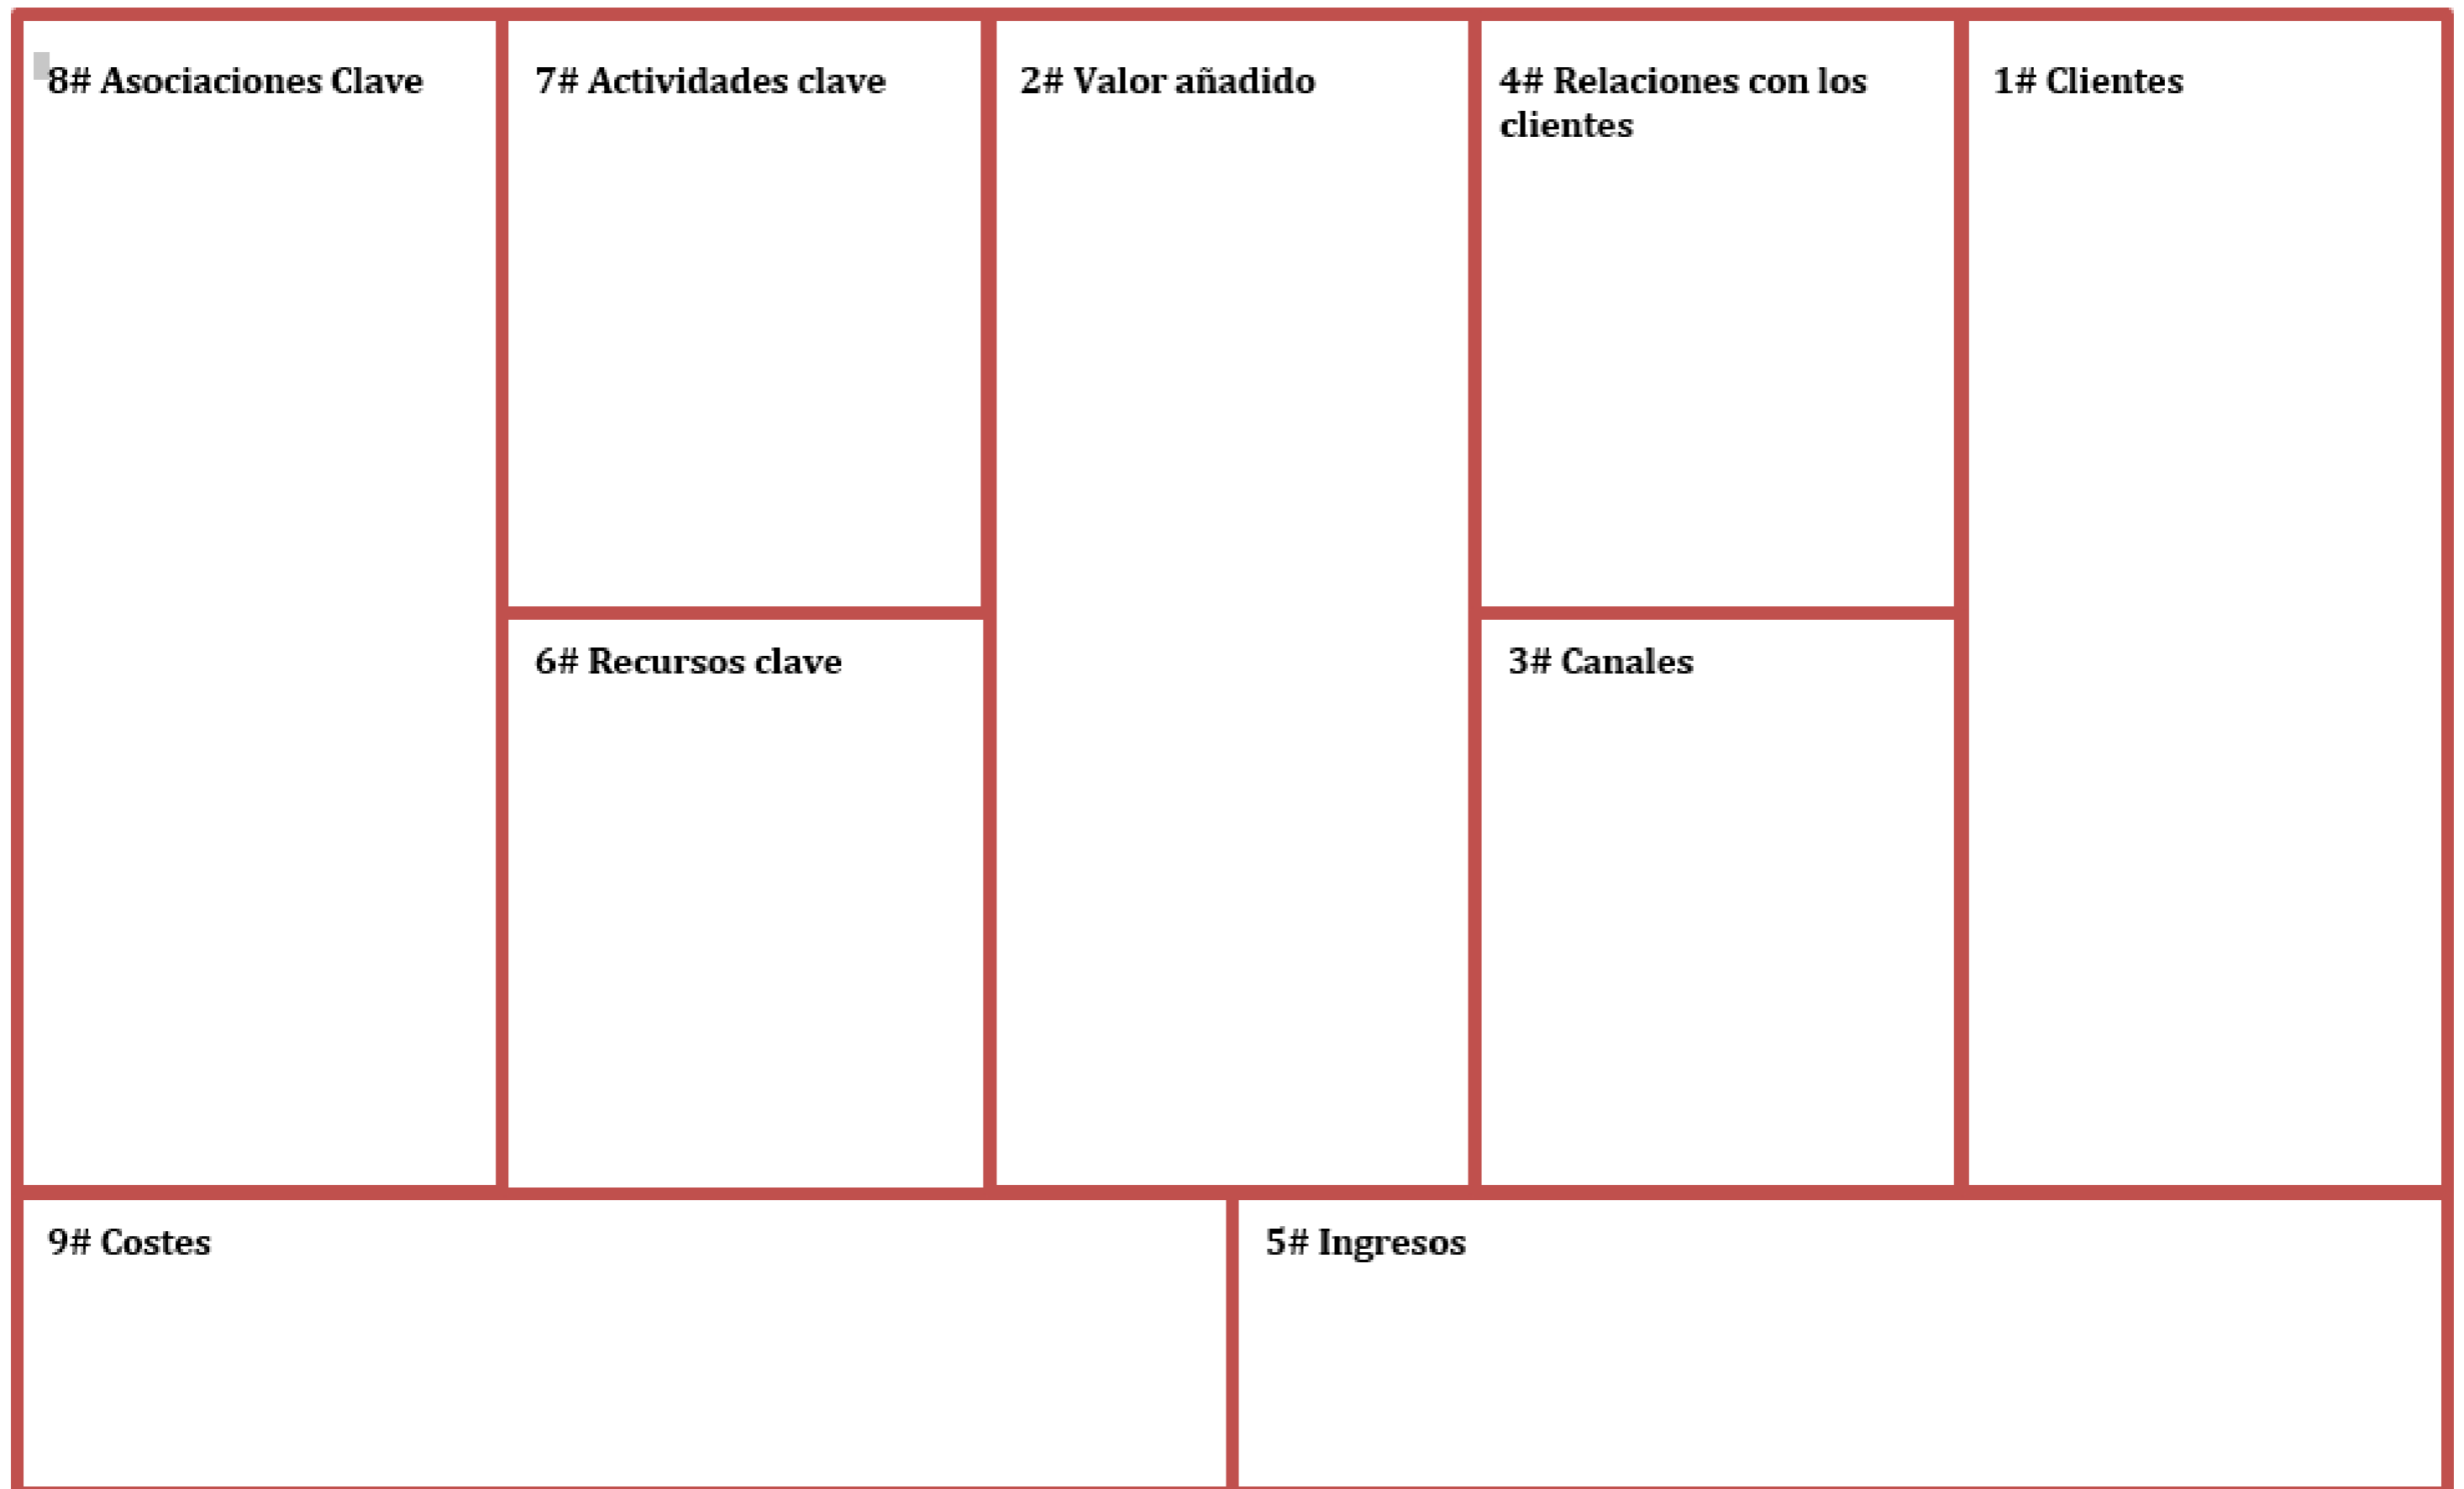 8# Asociaciones Clave
7# Actividades clave
2# Valor añadido
4# Relaciones con los
clientes
1# Clientes
6# Recursos clave
3# Canales
9# Costes
5# Ingresos